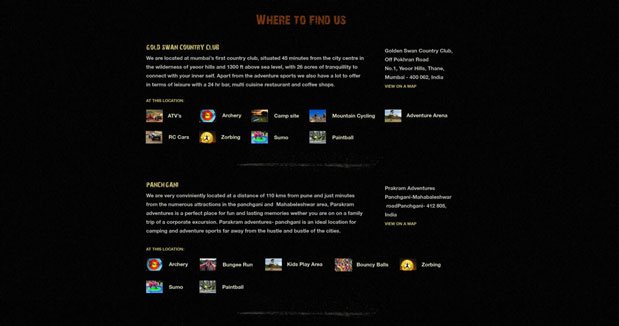 WHERE TO FIND US
GOLD SWAN COUNTRY CLUB
We are located at mumbai's first country club, situated 45 minutes from the city centre in
the wilderness of yeoor hills and 1300 ft above sea level, with 26 acres of tranquillity to
connect with your inner self. Apart from the adventure sports we also have a lot to offer
in terms of leisure with a 24 hr bar, multi cuisine restaurant and coffee shops.
Golden Swan Country Club,
Off Pokhran Road
No.1, Yeoor Hills, Thane,
Mumbai - 400 062, India
VIEW ON A MAP
AT THIS LOCATION:
ATV's Archery Camp site Mountain Cycling Adventure Arena
RC Cars Zorbing Sumo Paintball
PANCHGANI
We are very conviniently located at a distance of 110 kms from pune and just minutes
from the numerous attractions in the panchgani and Mahabeleshwar area, Parakram
adventures is a perfect place for fun and lasting memories wether you are on on a family
trip of a corporate excursion. Parakram adventures- panchgani is an ideal location for
camping and adventure sports far away from the hustle and bustle of the cities.
Prakram Adventures
Panchgani-Mahabaleshwar
roadPanchgani- 412 805,
India
VIEW ON A MAP
AT THIS LOCATION:
Archery Bungee Run Kids Play Area Bouncy Balls Zorbing
Sumo Paintball